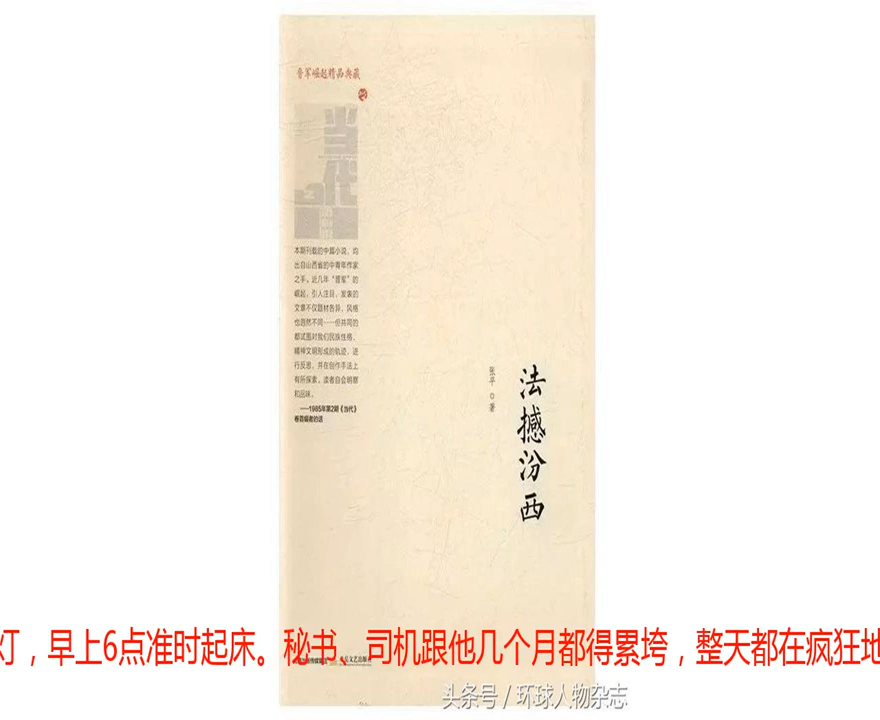 晋军崛起精品典藏
本期刊载的中篇小说，均
出自山西省的中青年作家
之手。近几年“晋军”的
崛起，引人注目，发表的
文章不仅题材各异，风格
也迥然不同——但共同的
都试图对我们民族性格、
精神文明形成的轨迹，进
行反思，并在创作手法上
有所探索。读者自会明察
和品味。
——1985年第2期《当代》
卷首编者的话
张平 ○ 著
法撼汾西
灯，早上6点准时起床。秘书、司机跟他几个月都得累垮，整天都在疯狂地
头条号 / 环球人物杂志